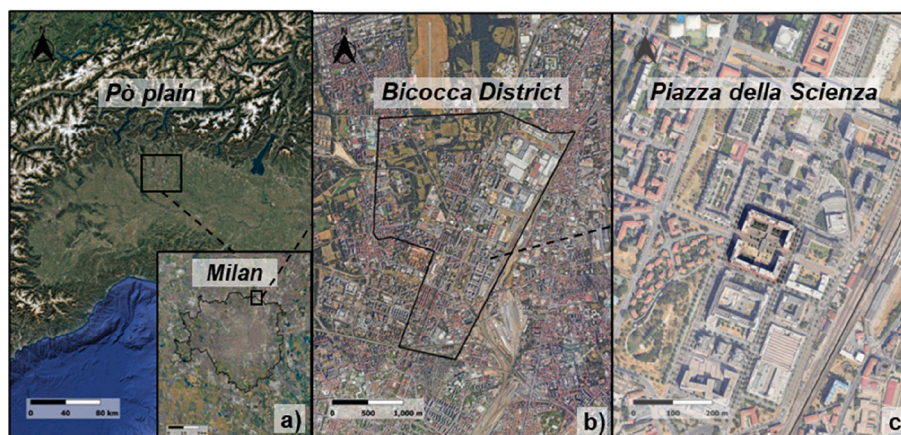 Pò plain
Milan
0 40 80 km
a)
Bicocca District
0 500 1,000 m
b)
Piazza della Scienza
0 100 200 m
c)